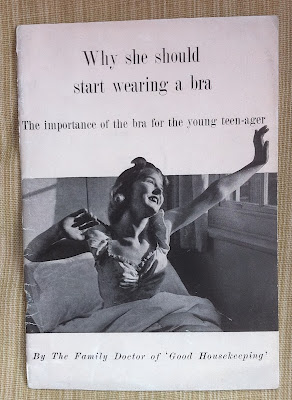 Why she should
start wearing a bra
The importance of the bra for the young teen-ager
By The Family Doctor of 'Good Housekeeping'